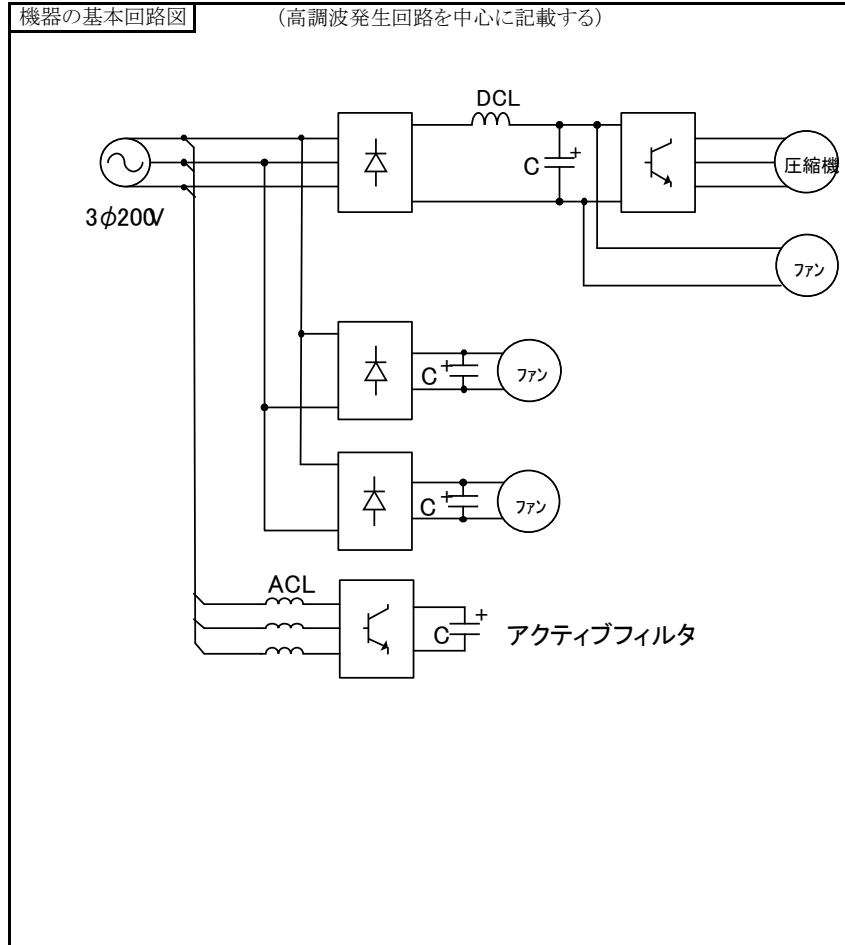 機器の基本回路図
(高調波発生回路を中心に記載する)
DCL
C
+
圧縮機
3φ200V
ファン
C
+
ファン
C
+
ファン
ACL
C
+
アクティブフィルタ